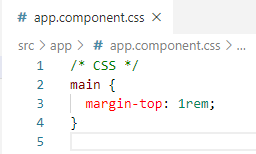 # app.component.css ×
src > app > # app.component.css > ...
1 /* CSS */
2 main {
3   margin-top: 1rem;
4 }
5